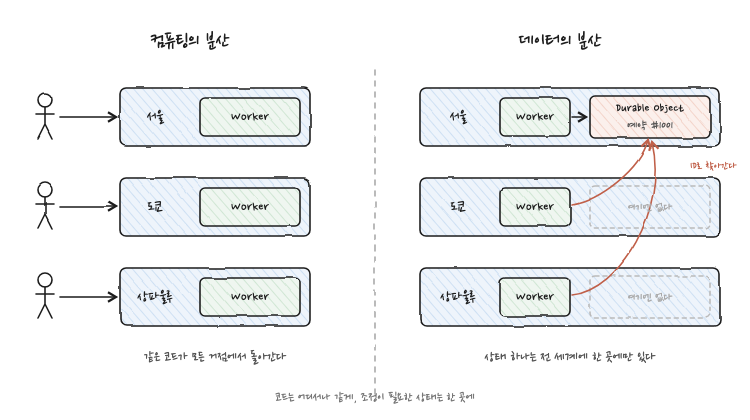 컴퓨팅의 분산
서울
Worker
도쿄
Worker
상파울루
Worker
같은 코드가 모든 거점에서 돌아간다
데이터의 분산
서울
Worker
Durable Object
예약 #1001
ID로 찾아간다
도쿄
Worker
여기엔 없다
상파울루
Worker
여기엔 없다
상태 하나는 전 세계에 한 곳에만 있다
코드는 어디서나 같게, 조정이 필요한 상태는 한 곳에